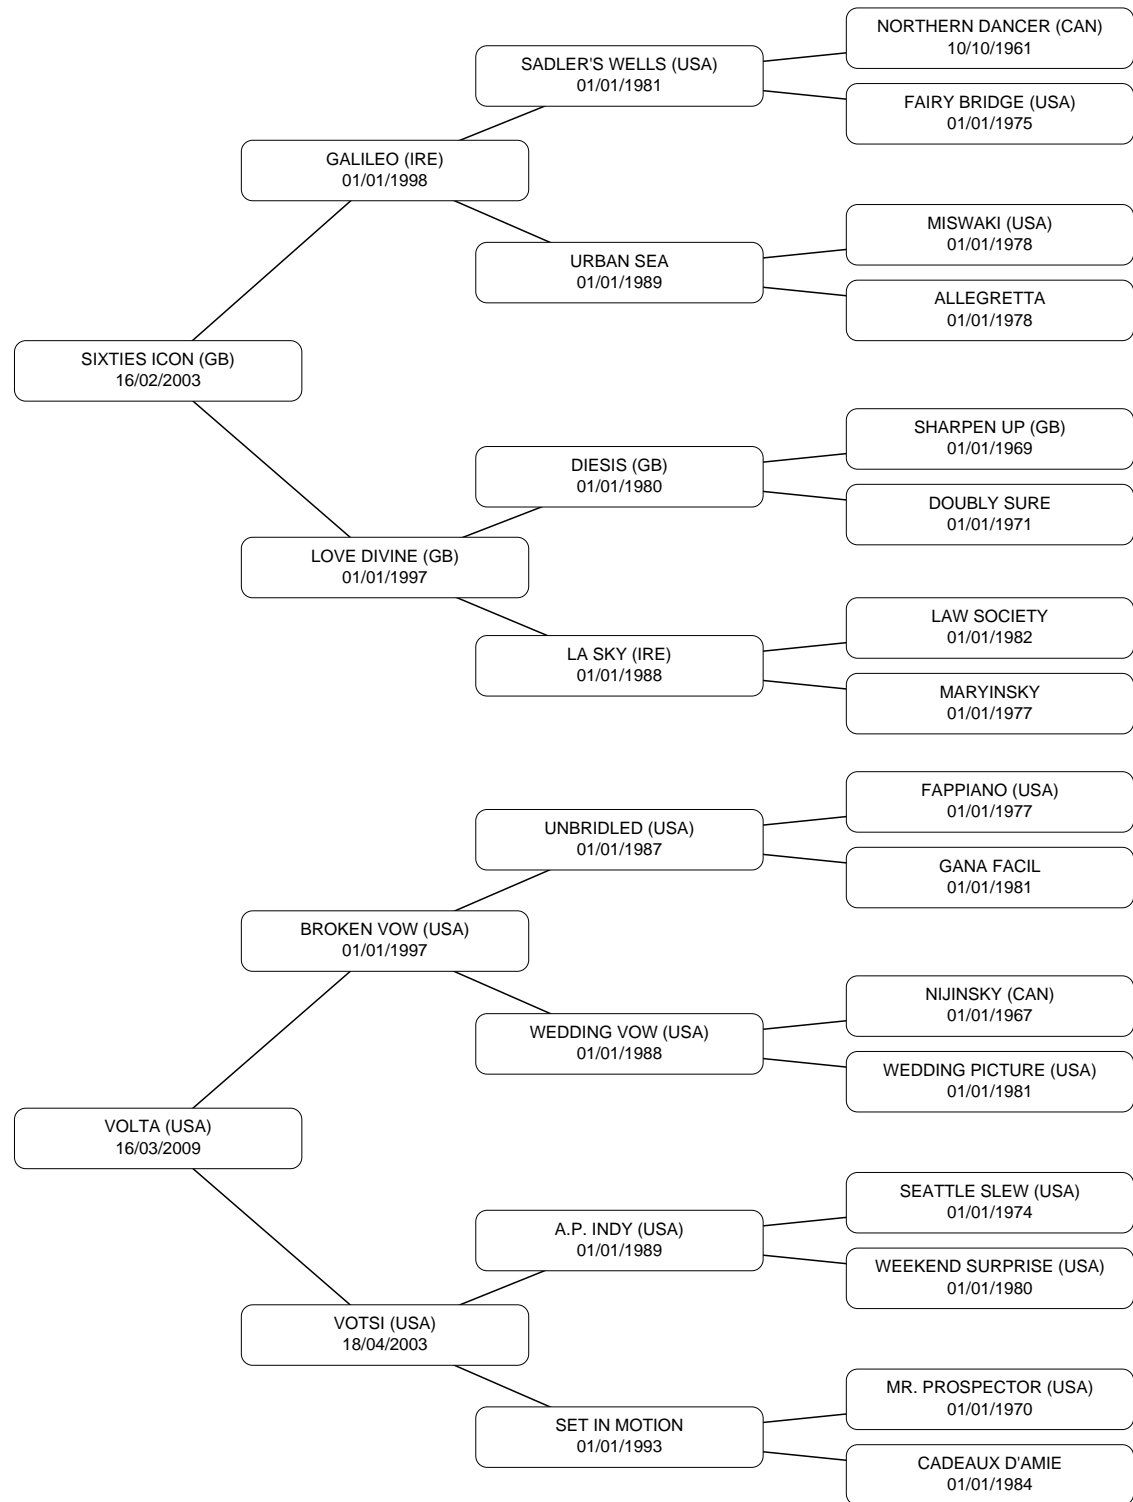 NORTHERN DANCER (CAN)
10/10/1961
SADLER'S WELLS (USA)
01/01/1981
FAIRY BRIDGE (USA)
01/01/1975
GALILEO (IRE)
01/01/1998
MISWAKI (USA)
01/01/1978
URBAN SEA
01/01/1989
ALLEGRETTA
01/01/1978
SIXTIES ICON (GB)
16/02/2003
SHARPEN UP (GB)
01/01/1969
DIESIS (GB)
01/01/1980
DOUBLY SURE
01/01/1971
LOVE DIVINE (GB)
01/01/1997
LAW SOCIETY
01/01/1982
LA SKY (IRE)
01/01/1988
MARYINSKY
01/01/1977
FAPPIANO (USA)
01/01/1977
UNBRIDLED (USA)
01/01/1987
GANA FACIL
01/01/1981
BROKEN VOW (USA)
01/01/1997
NIJINSKY (CAN)
01/01/1967
WEDDING VOW (USA)
01/01/1988
WEDDING PICTURE (USA)
01/01/1981
VOLTA (USA)
16/03/2009
SEATTLE SLEW (USA)
01/01/1974
A.P. INDY (USA)
01/01/1989
WEEKEND SURPRISE (USA)
01/01/1980
VOTSI (USA)
18/04/2003
MR. PROSPECTOR (USA)
01/01/1970
SET IN MOTION
01/01/1993
CADEAUX D'AMIE
01/01/1984